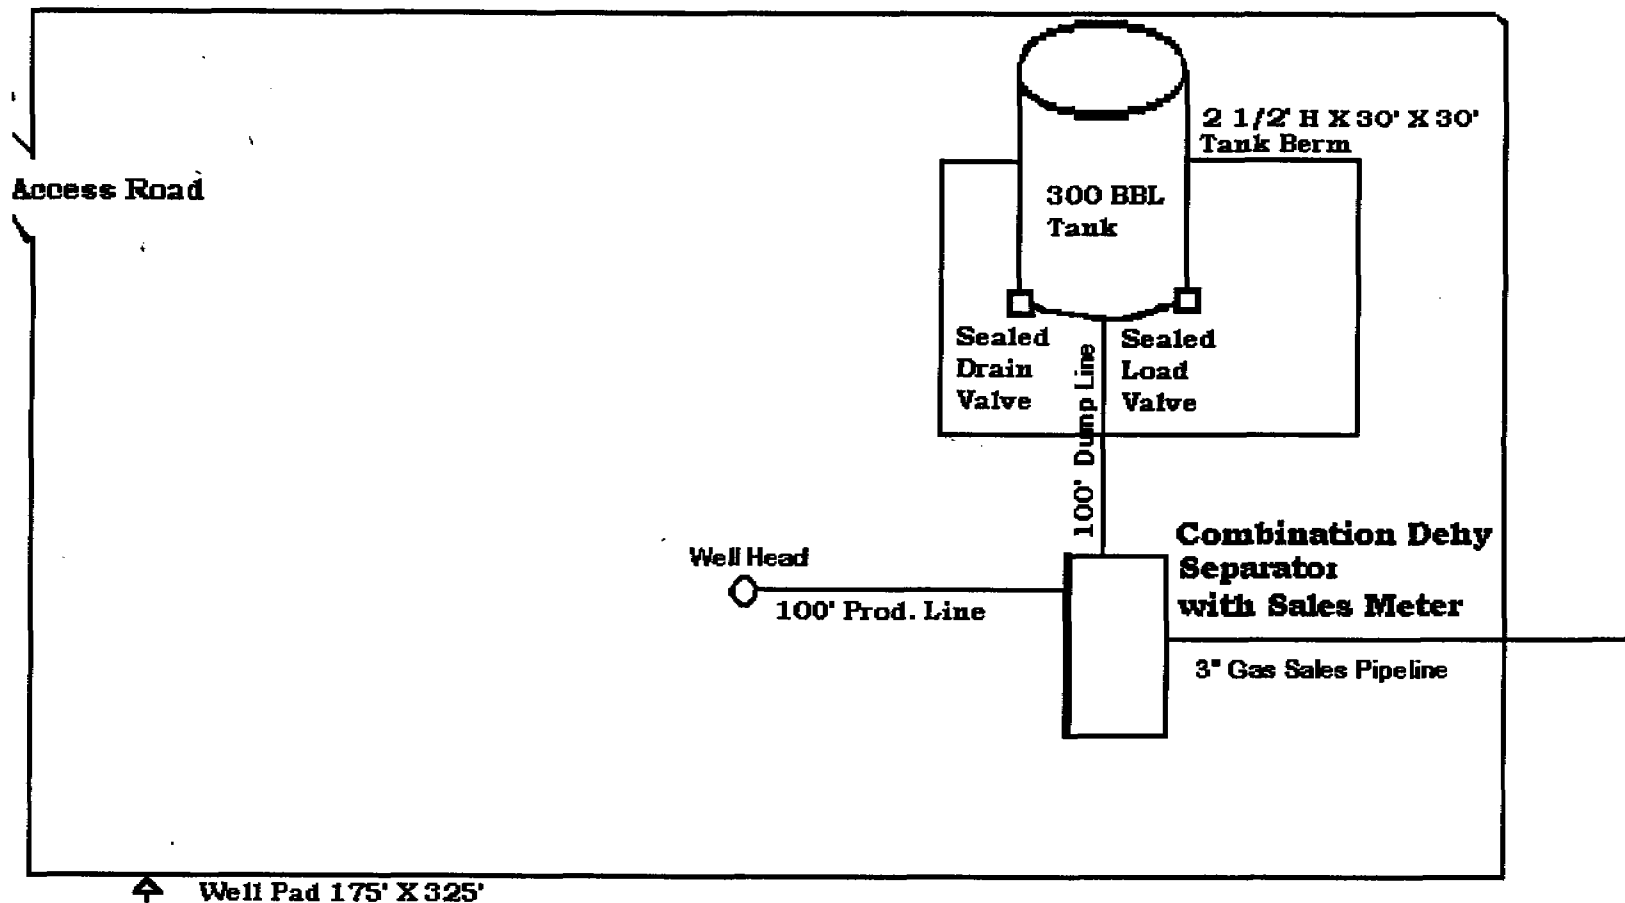 2 1/2' H X 30' X 30'
Tank Berm
Access Road
300 BBL
Tank
Sealed
Drain
Valve
Sealed
Load
Valve
100' Dump Line
Combination Dehy
Separator
with Sales Meter
Well Head
100' Prod. Line
3" Gas Sales Pipeline
Well Pad 175' X 325'